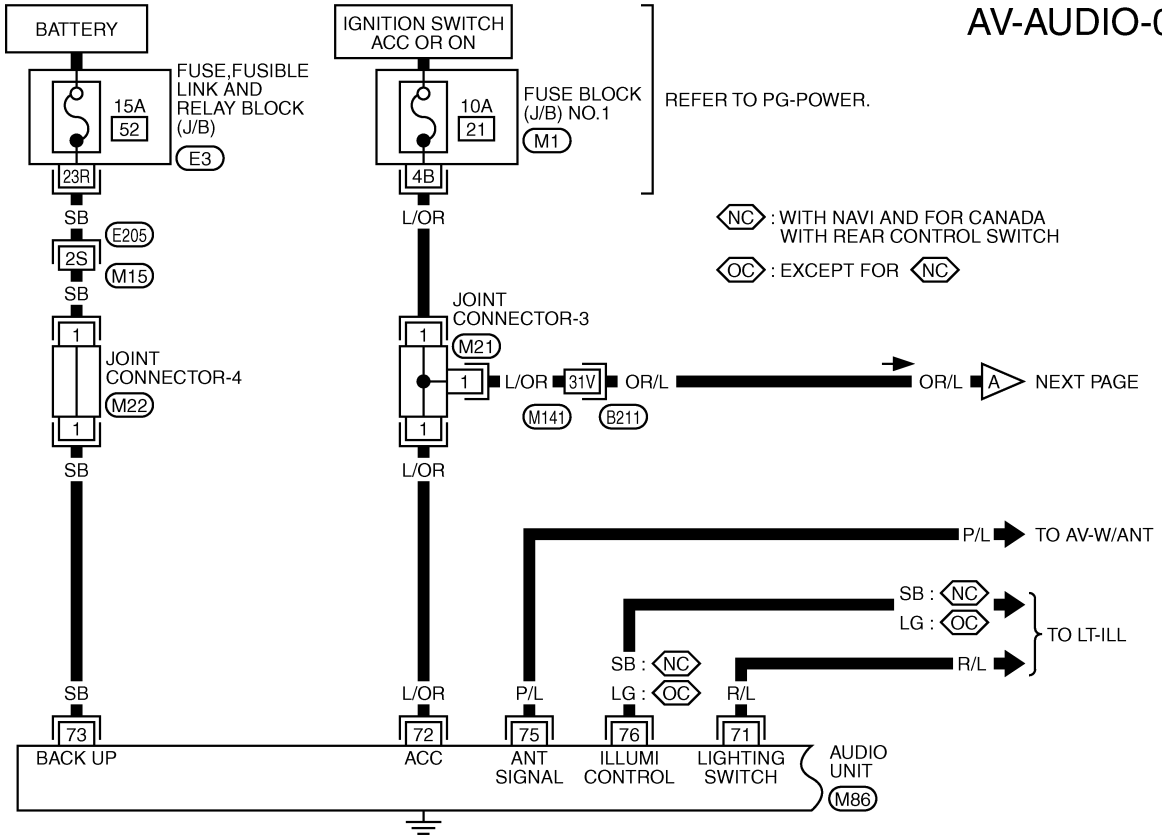 AV-AUDIO-0
BATTERY
IGNITION SWITCH
ACC OR ON
15A
52
FUSE,FUSIBLE
LINK AND
RELAY BLOCK
(J/B)
E3
10A
21
FUSE BLOCK
(J/B) NO.1
M1
REFER TO PG-POWER.
23R
4B
SB
L/OR
NC : WITH NAVI AND FOR CANADA
WITH REAR CONTROL SWITCH
OC : EXCEPT FOR NC
E205
2S
M15
SB
1
JOINT
CONNECTOR-4
M22
1
SB
JOINT
CONNECTOR-3
M21
1
1
L/OR
31V
OR/L
OR/L
A
NEXT PAGE
M141
B211
1
L/OR
P/L
TO AV-W/ANT
SB : NC
LG : OC
TO LT-ILL
R/L
SB
L/OR
P/L
SB : NC
LG : OC
R/L
73
72
75
76
71
BACK UP
ACC
ANT
SIGNAL
ILLUMI
CONTROL
LIGHTING
SWITCH
AUDIO
UNIT
M86